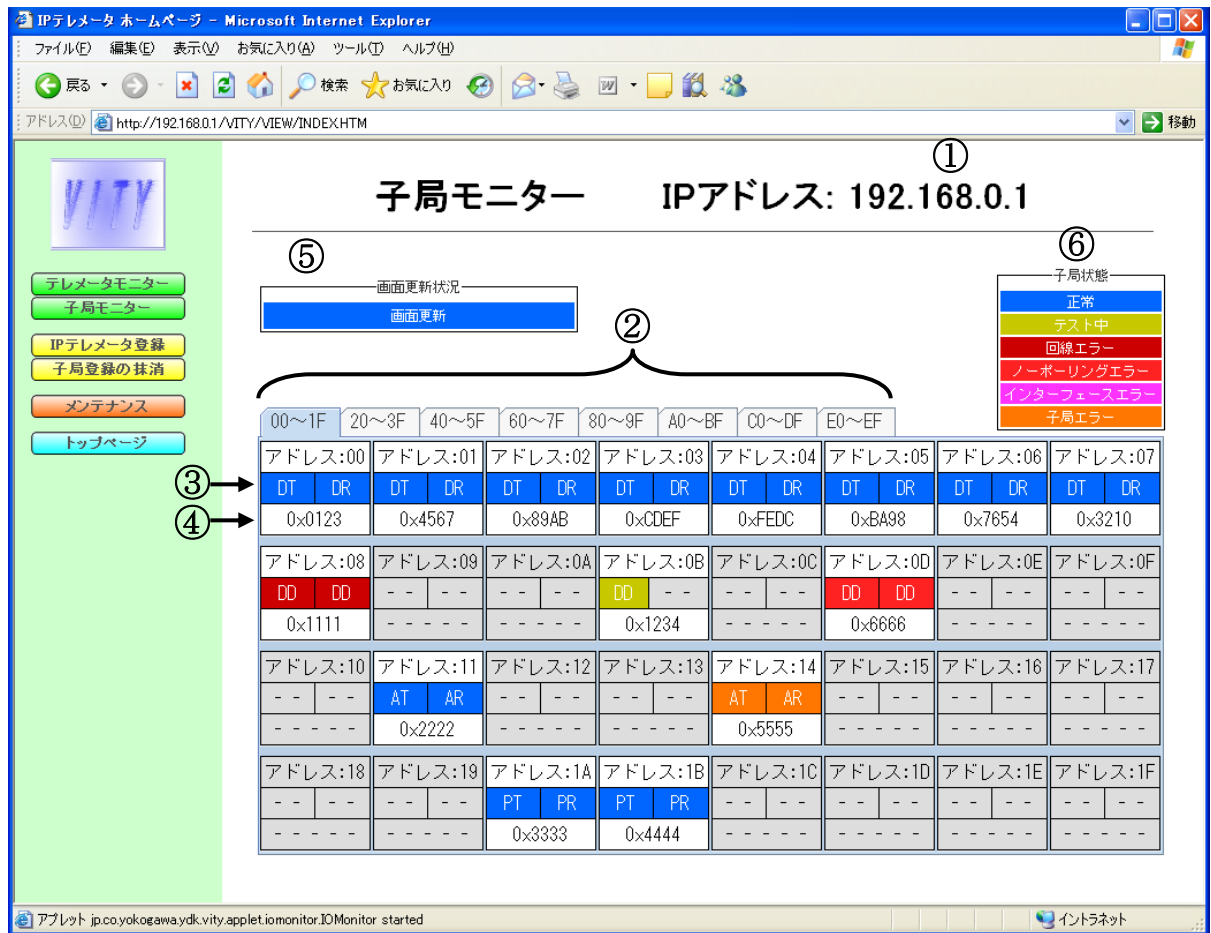 IPテレメータ ホームページ - Microsoft Internet Explorer
ファイル(F) 編集(E) 表示(V) お気に入り(A) ツール(T) ヘルプ(H)
戻る 検索 お気に入り
アドレス(D) http://192.168.0.1/VITY/VIEW/INDEX.HTM 移動
①
VITY
子局モニター IPアドレス: 192.168.0.1
⑤
⑥
テレメータモニター
子局モニター
IPテレメータ登録
子局登録の抹消
メンテナンス
トップページ
画面更新状況
画面更新
②
子局状態
正常
テスト中
回線エラー
ノーポーリングエラー
インターフェースエラー
子局エラー
00～1F 20～3F 40～5F 60～7F 80～9F A0～BF C0～DF E0～EF
アドレス:00 アドレス:01 アドレス:02 アドレス:03 アドレス:04 アドレス:05 アドレス:06 アドレス:07
③ DT DR DT DR DT DR DT DR DT DR DT DR DT DR DT DR
④ 0x0123 0x4567 0x89AB 0xCDEF 0xFEDC 0xBA98 0x7654 0x3210
アドレス:08 アドレス:09 アドレス:0A アドレス:0B アドレス:0C アドレス:0D アドレス:0E アドレス:0F
DD DD -- -- -- -- DD -- -- -- DD DD -- -- -- --
0x1111 ----- ----- 0x1234 ----- 0x6666 ----- -----
アドレス:10 アドレス:11 アドレス:12 アドレス:13 アドレス:14 アドレス:15 アドレス:16 アドレス:17
-- -- AT AR -- -- -- -- AT AR -- -- -- -- -- --
----- 0x2222 ----- ----- 0x5555 ----- ----- -----
アドレス:18 アドレス:19 アドレス:1A アドレス:1B アドレス:1C アドレス:1D アドレス:1E アドレス:1F
-- -- -- -- PT PR PT PR -- -- -- -- -- -- -- --
----- ----- 0x3333 0x4444 ----- ----- ----- -----
アプレット jp.co.yokogawa.ydk.vity.applet.iomonitor.IOMonitor started イントラネット